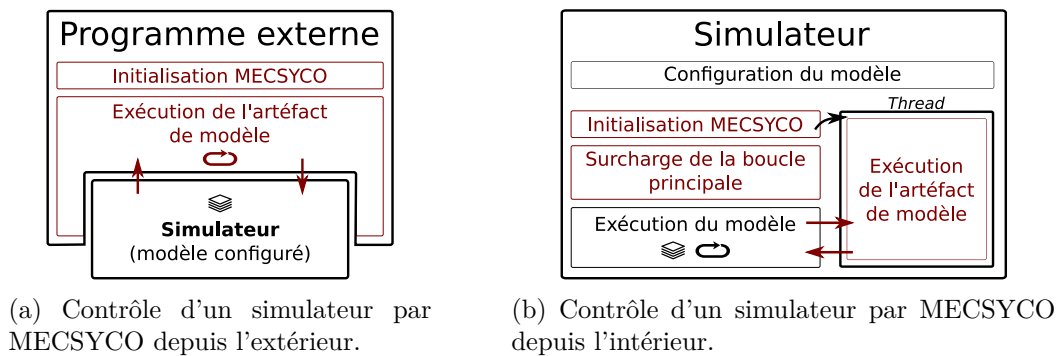 Programme externe
Initialisation MECSYCO
Exécution de l'artéfact
de modèle
Simulateur
(modèle configuré)
(a) Contrôle d'un simulateur par
MECSYCO depuis l'extérieur.
Simulateur
Configuration du modèle
Thread
Initialisation MECSYCO
Surcharge de la boucle
principale
Exécution du modèle
Exécution
de l'artéfact
de modèle
(b) Contrôle d'un simulateur par MECSYCO
depuis l'intérieur.